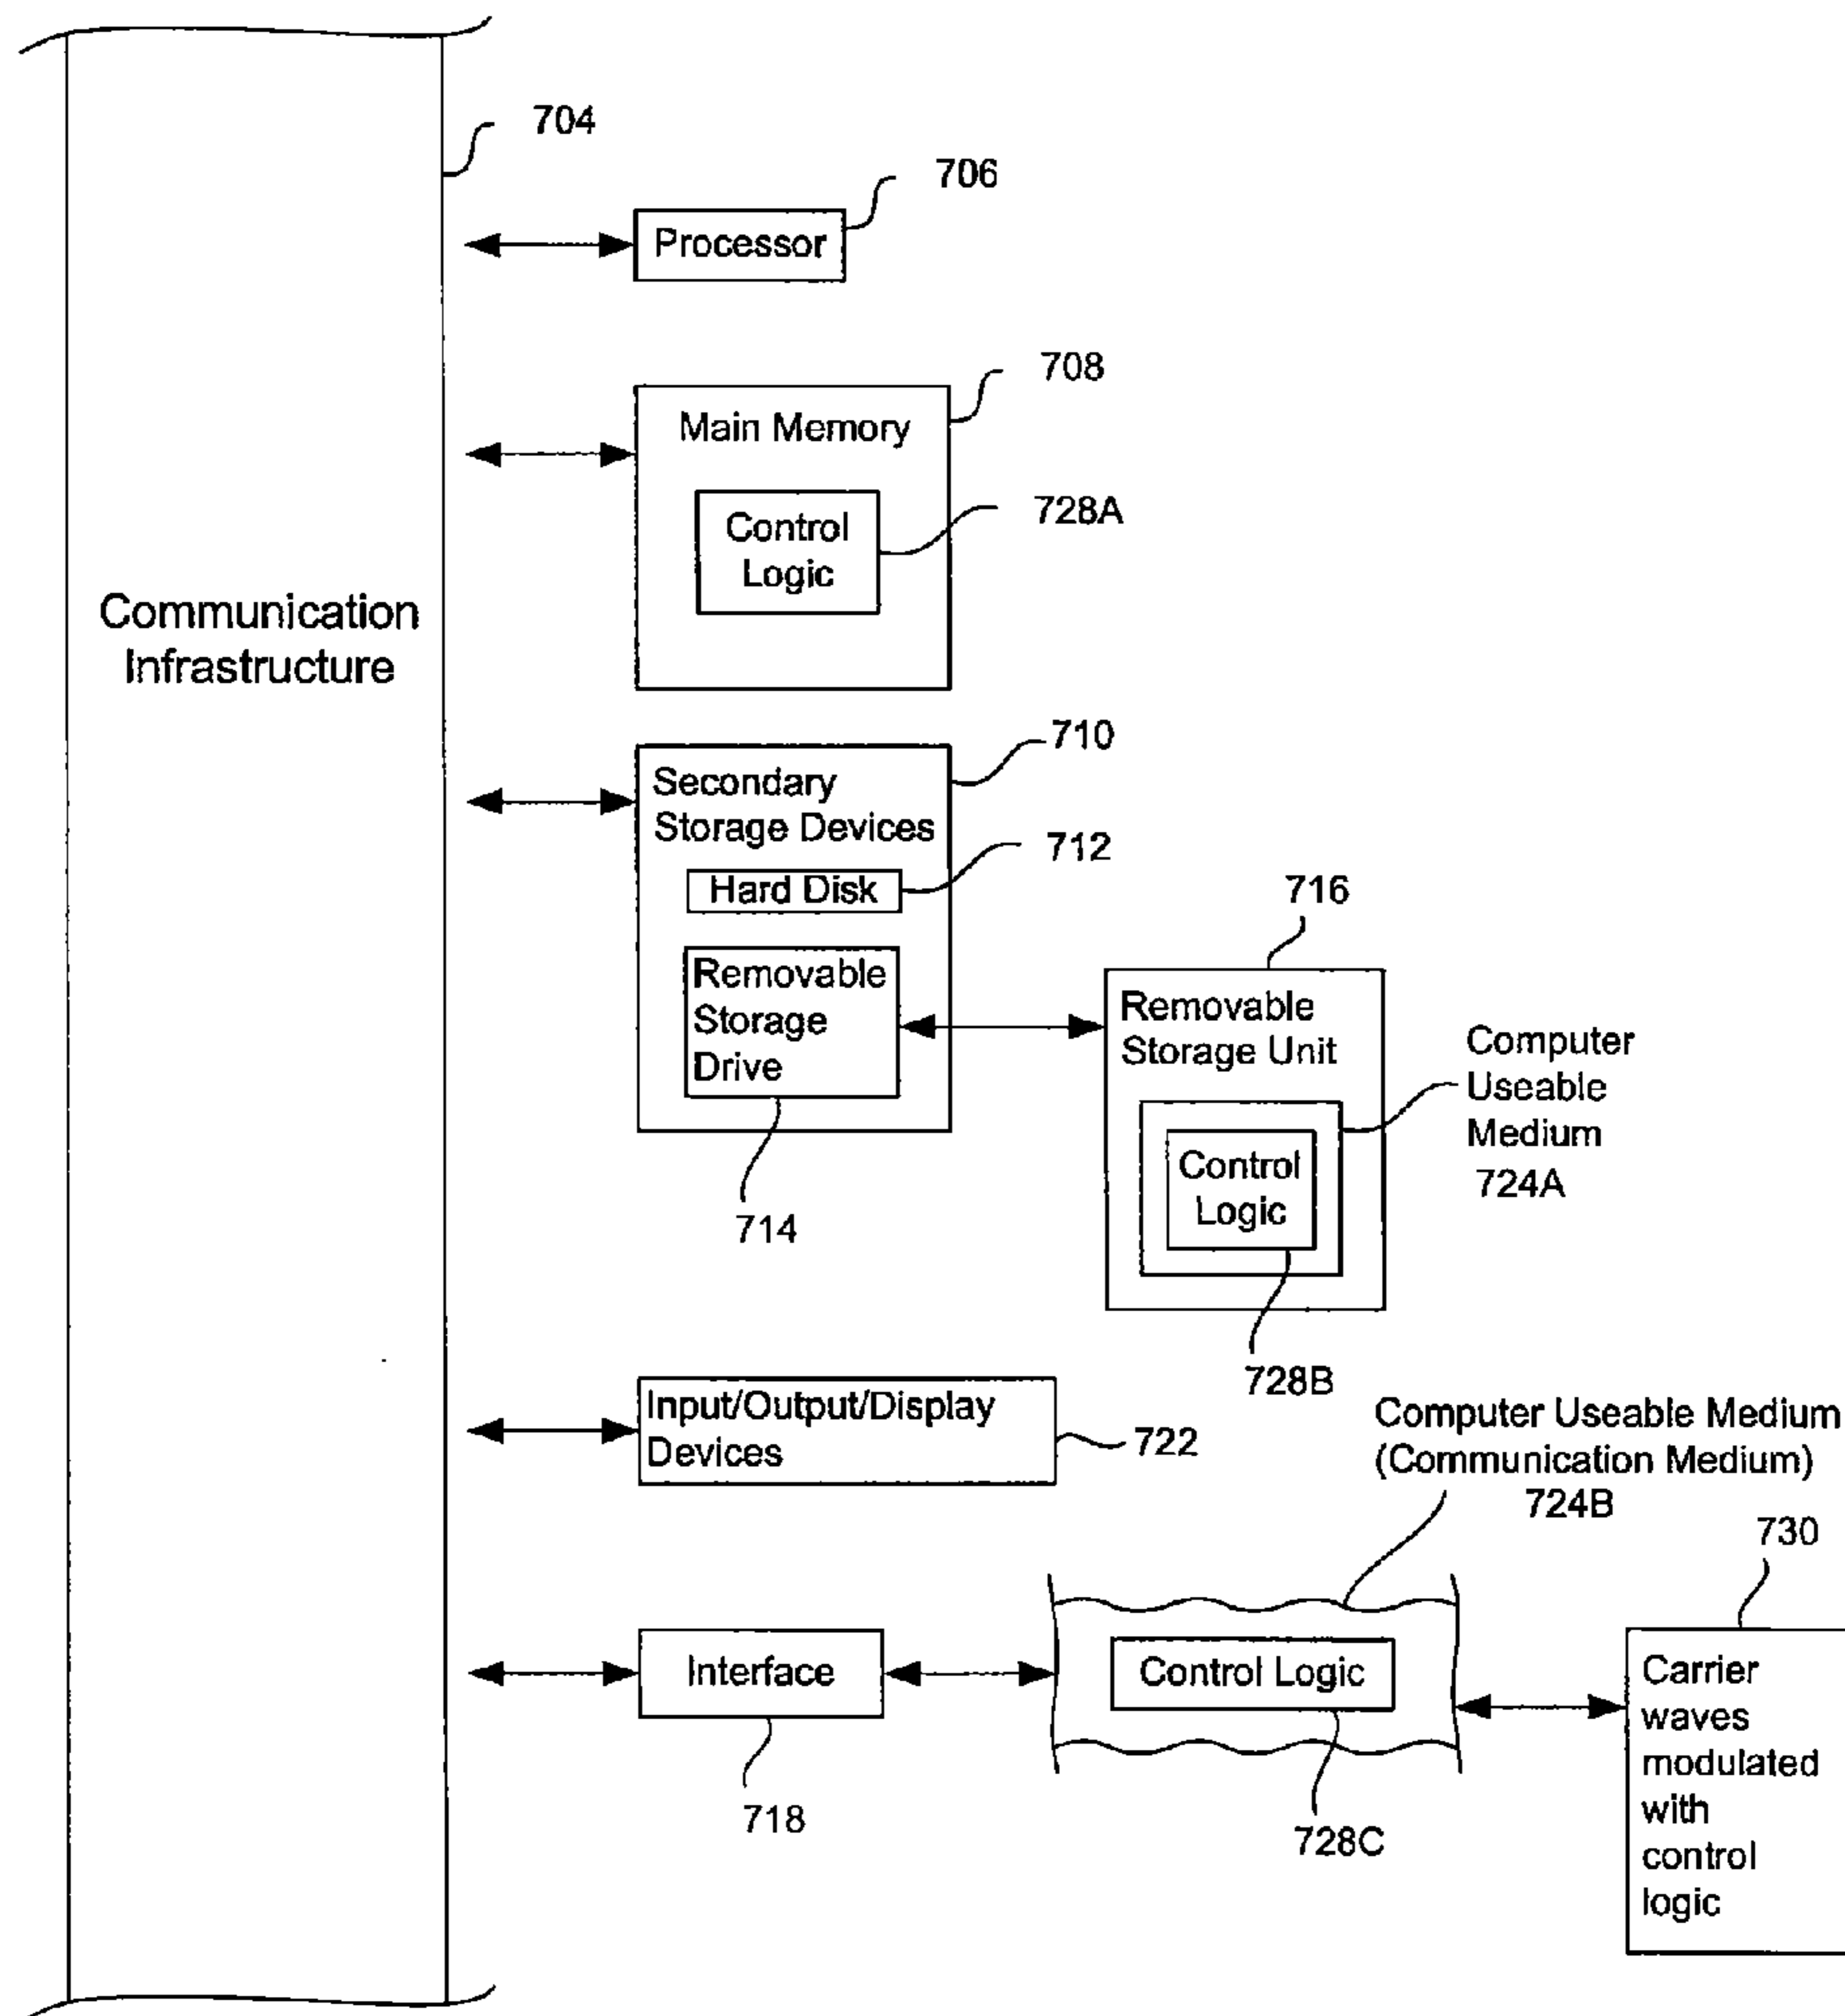 704
706
Processor
708
Main Memory
728A
Control
Logic
Communication
Infrastructure
710
Secondary
Storage Devices
712
Hard Disk
716
Removable
Storage
Drive
Removable
Storage Unit
Computer
Useable
Medium
724A
Control
Logic
714
728B
Input/Output/Display
Devices
722
Computer Useable Medium
(Communication Medium)
724B
730
Interface
Control Logic
Carrier
waves
modulated
with
control
logic
718
728C